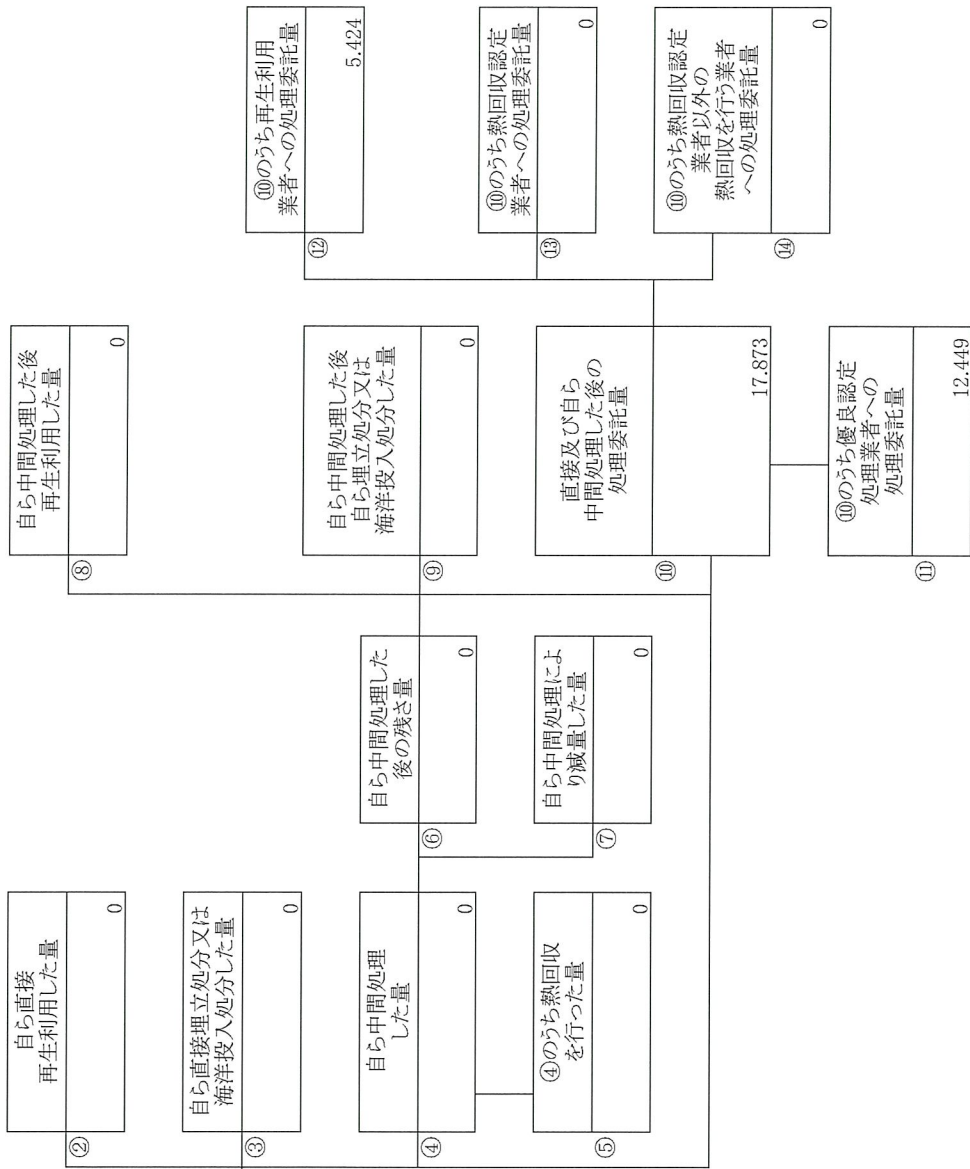 ②
自ら直接
再生利用した量
0
③
自ら直接埋立処分又は
海洋投入処分した量
0
④
自ら中間処理
した量
0
⑤
④のうち熱回収
を行った量
0
⑥
自ら中間処理した
後の残さ量
0
⑦
自ら中間処理によ
り減量した量
0
⑧
自ら中間処理した後
再生利用した量
0
⑨
自ら中間処理した後
自ら埋立処分又は
海洋投入処分した量
0
⑩
直接及び自ら
中間処理した後の
処理委託量
17.873
⑪
⑩のうち優良認定
処理業者への
処理委託量
12.449
⑫
⑩のうち再生利用
業者への処理委託量
5.424
⑬
⑩のうち熱回収認定
業者への処理委託量
0
⑭
⑩のうち熱回収認定
業者以外の
熱回収を行う業者
への処理委託量
0